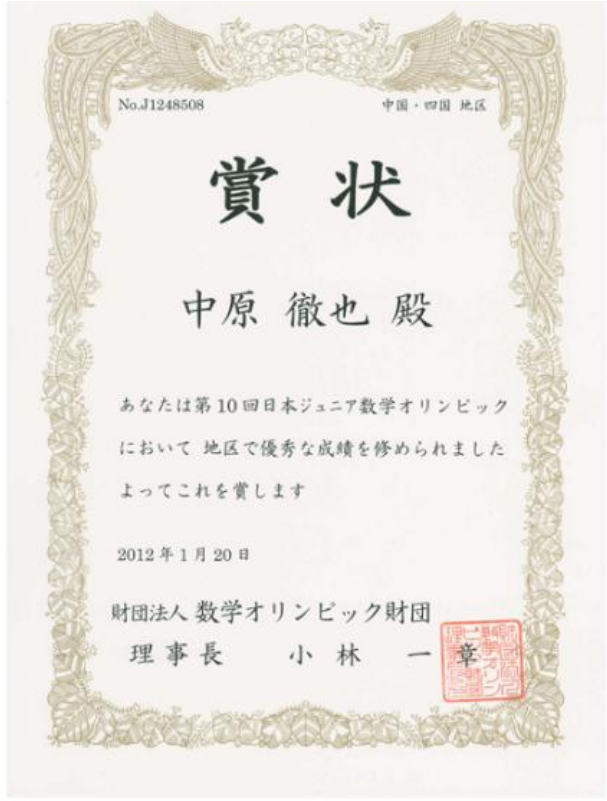 No.J1248508 中国・四国 地区
賞 状
中原 徹也 殿
あなたは第10回日本ジュニア数学オリンピック
において 地区で優秀な成績を修められました
よってこれを賞します
2012年1月20日
財団法人 数学オリンピック財団
理事長 小林 一章